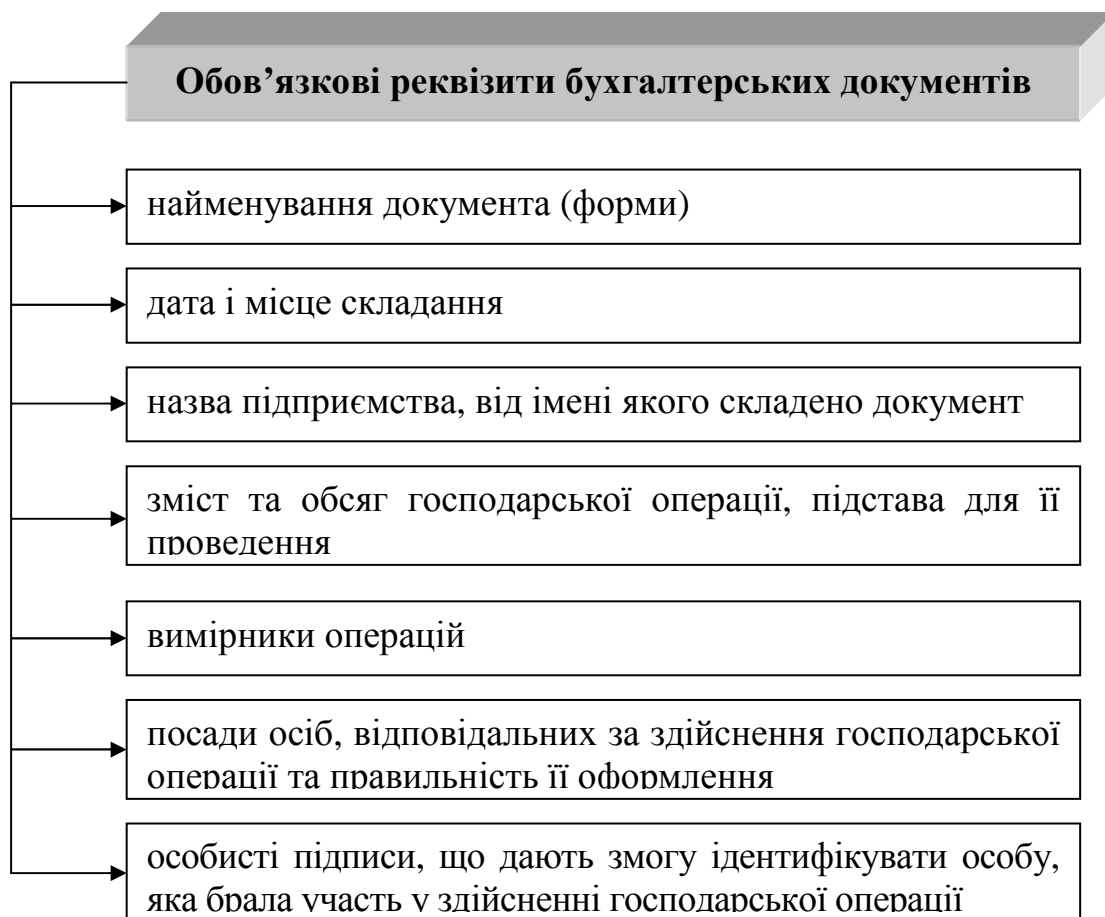 Обов’язкові реквізити бухгалтерських документів
найменування документа (форми)
дата і місце складання
назва підприємства, від імені якого складено документ
зміст та обсяг господарської операції, підстава для її
проведення
вимірники операцій
посади осіб, відповідальних за здійснення господарської
операції та правильність її оформлення
особисті підписи, що дають змогу ідентифікувати особу,
яка брала участь у здійсненні господарської операції